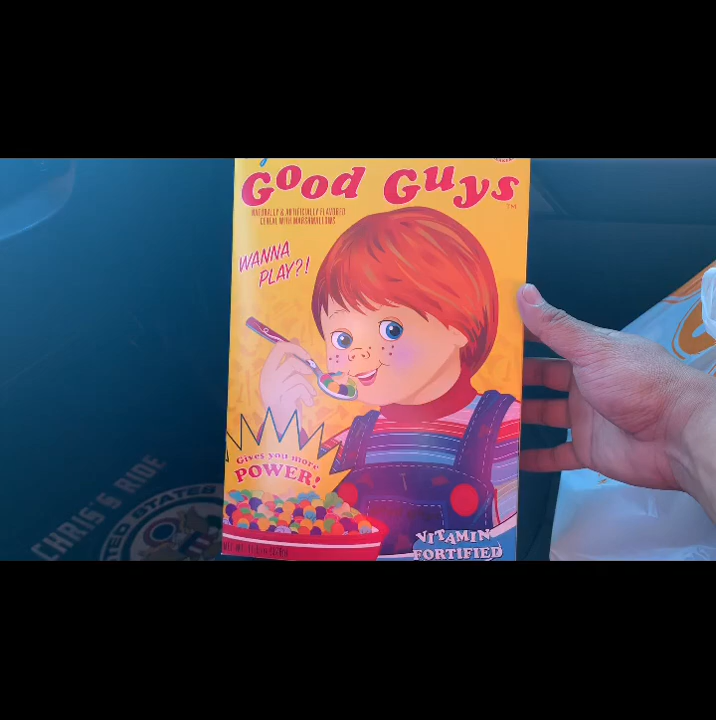 Good Guys
™
NATURALLY & ARTIFICIALLY FLAVORED
CEREAL WITH MARSHMALLOWS
WANNA
PLAY?!
Gives you more
POWER!
VITAMIN
FORTIFIED
CHRIS'S RIDE
STATES